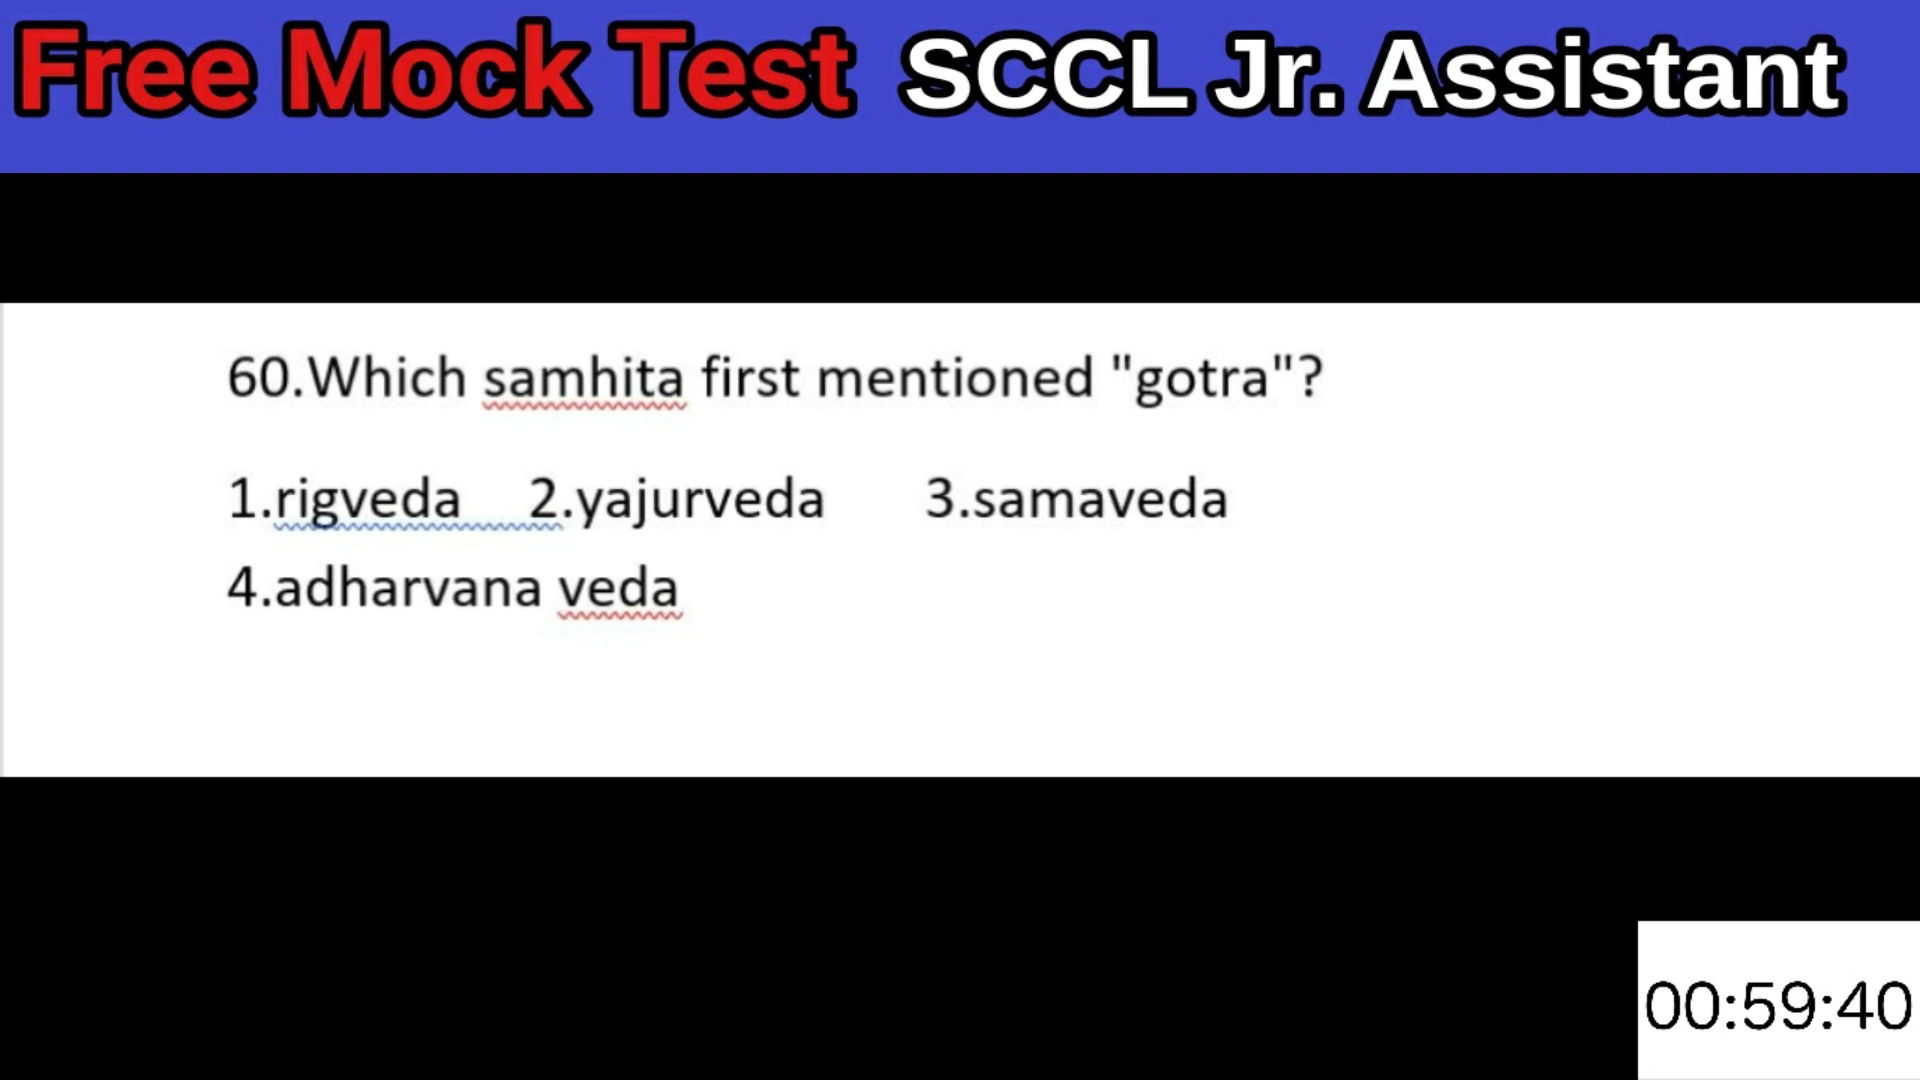 Free Mock Test SCCL Jr. Assistant
60.Which samhita first mentioned "gotra"?
1.rigveda 2.yajurveda 3.samaveda
4.adharvana veda
00:59:40